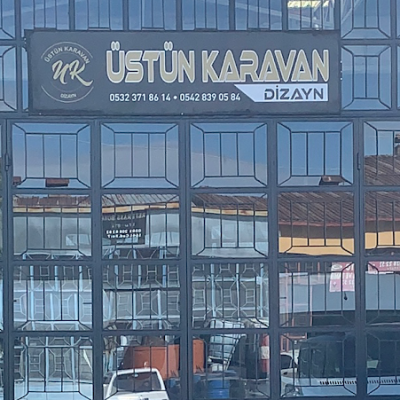 ÜSTÜN KARAVAN
ÜK
DİZAYN
ÜSTÜN KARAVAN
0532 371 86 14 • 0542 839 05 84
DİZAYN